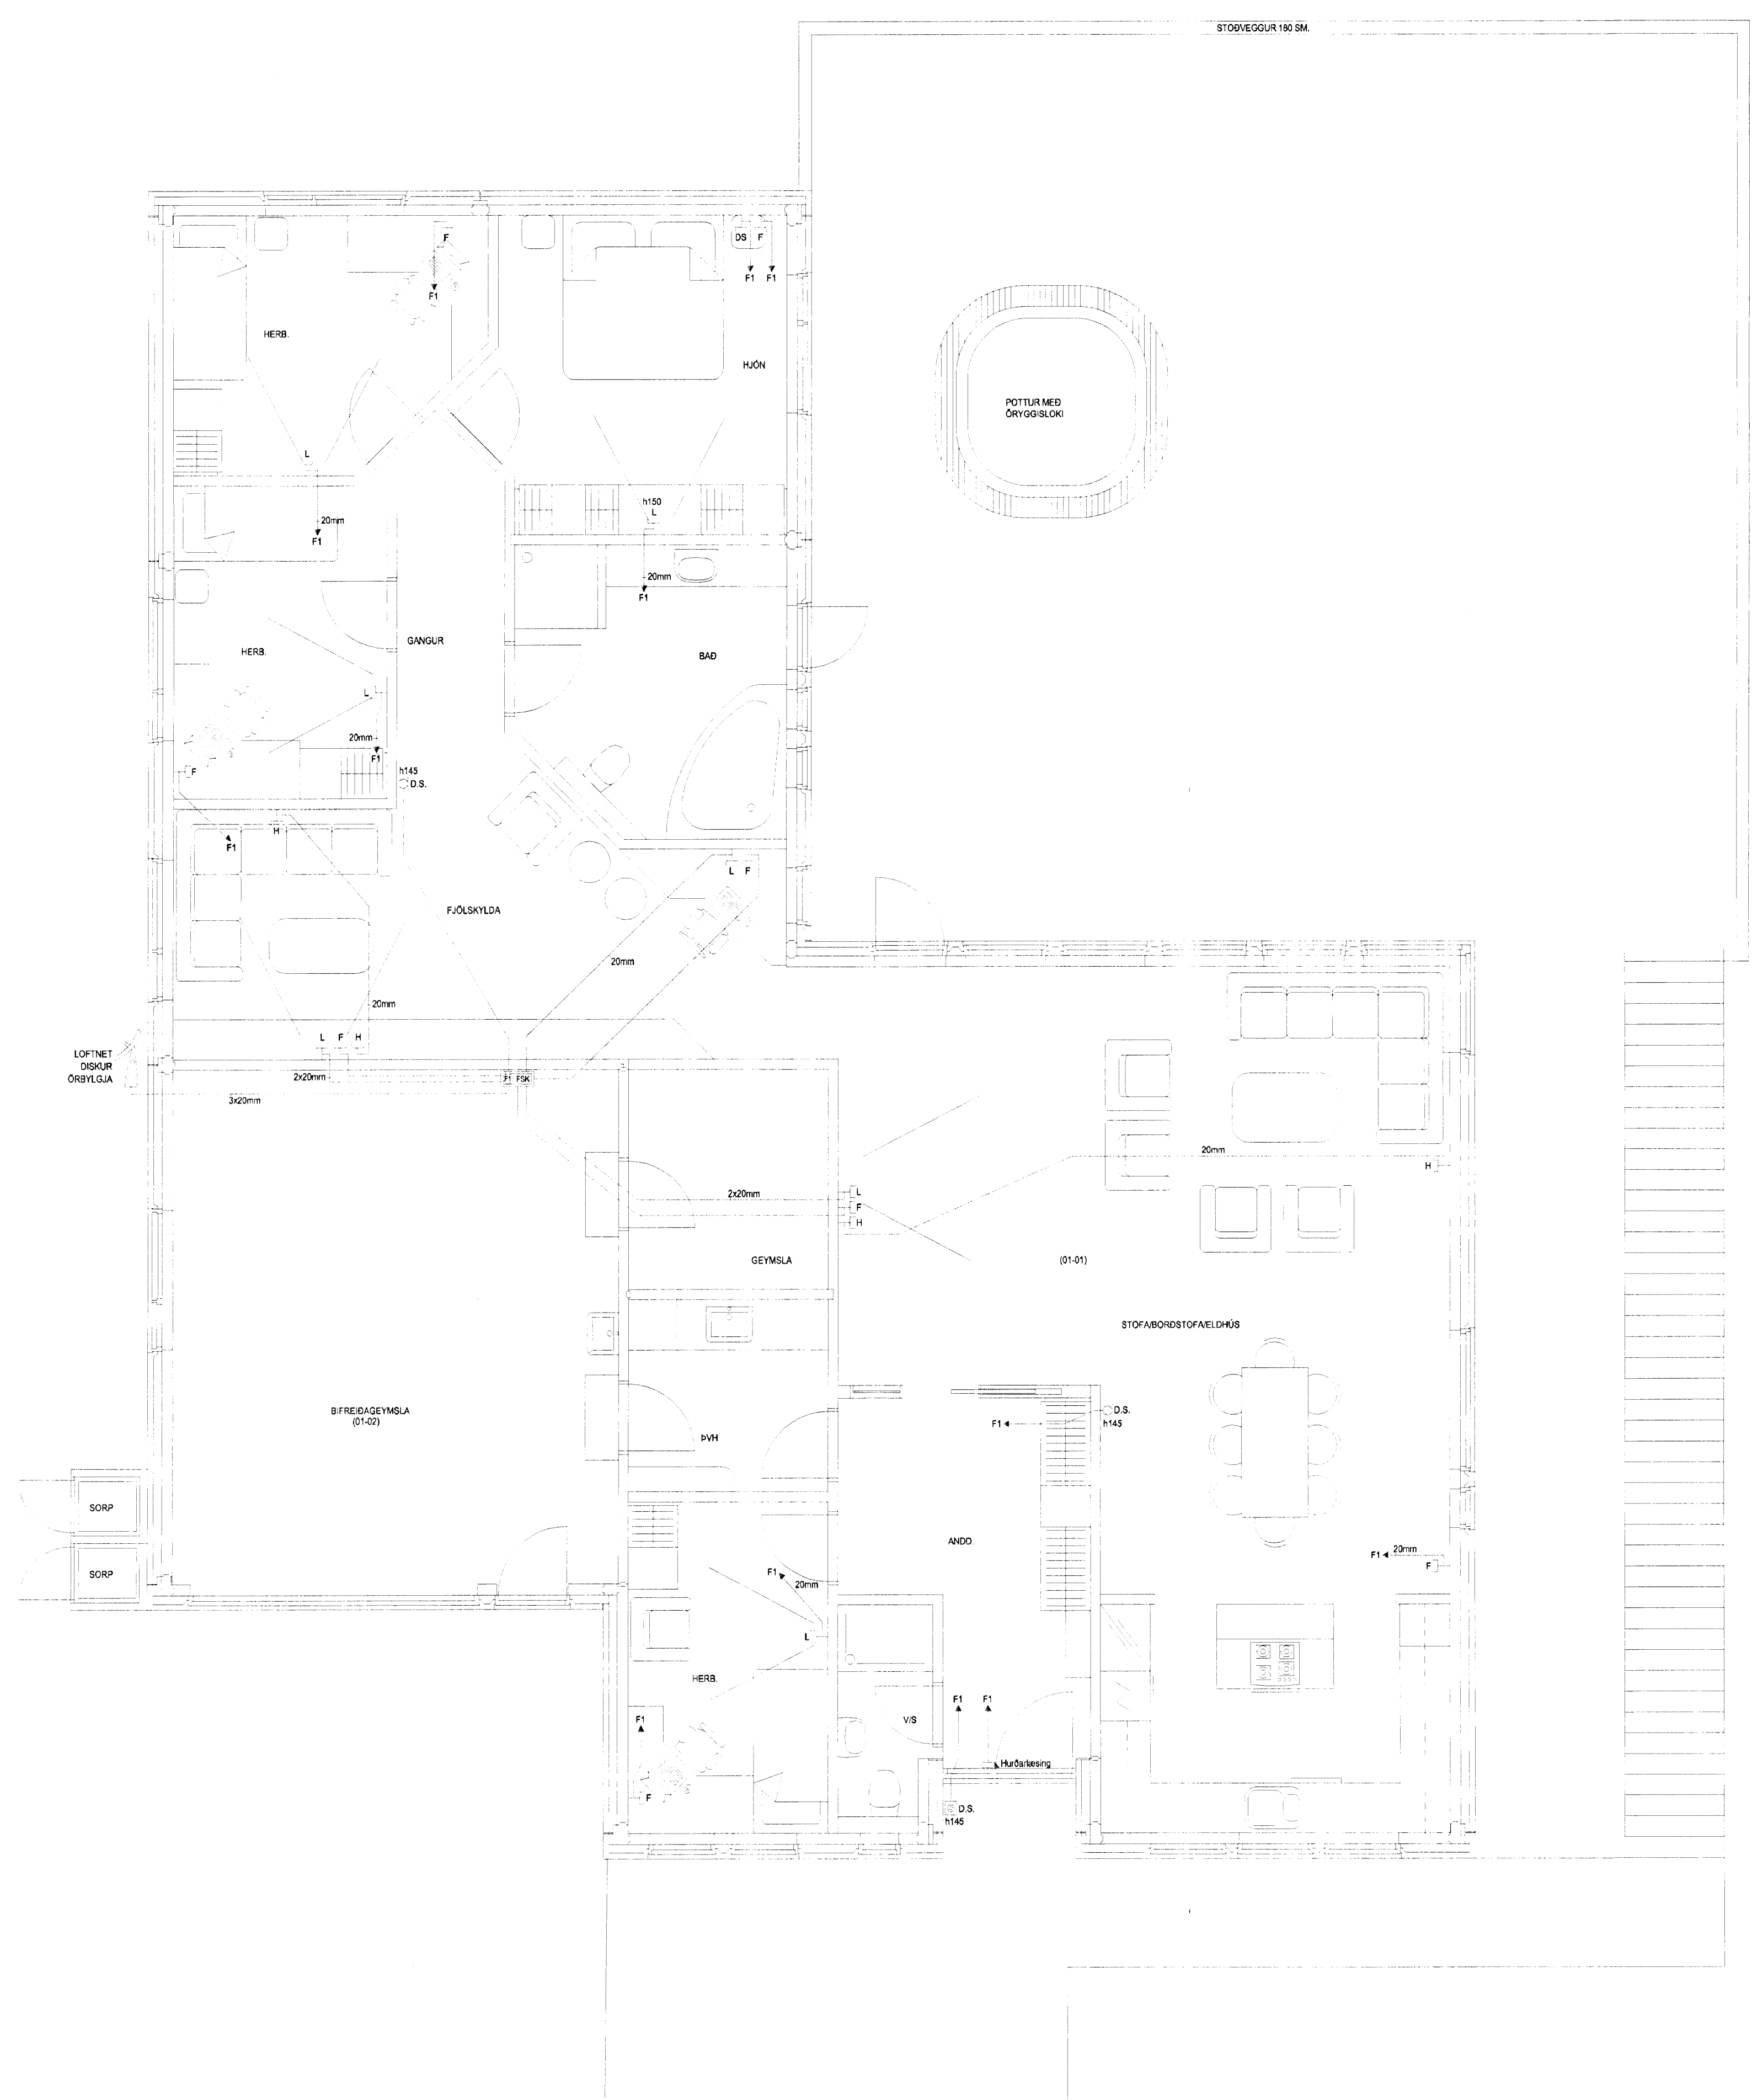 STOÐVEGGUR 180 SM.
F
DS F
F1
F1 F1
HERB.
HJÓN
POTTUR MEÐ
ÖRYGGISLOKI
L
h150
L
20mm
F1
20mm
F1
GANGUR
HERB.
BAÐ
L
20mm
F1
F
h145
D.S.
H
F1
L F
FJÖLSKYLDA
20mm
20mm
L F H
LOFTNET
DISKUR
ÖRBYLGJA
2x20mm
F1 FSK
3x20mm
20mm
H
2x20mm
L
F
H
GEYMSLA
(01-01)
STOFA/BORÐSTOFA/ELDHÚS
BIFREIÐAGEYMSLA
(01-02)
D.S.
F1
h145
ÞVH
SORP
ANDD.
20mm
F1
F
SORP
F1
20mm
L
HERB.
F1 F1
F1
V/S
Hurðarlæsing
F
D.S.
h145